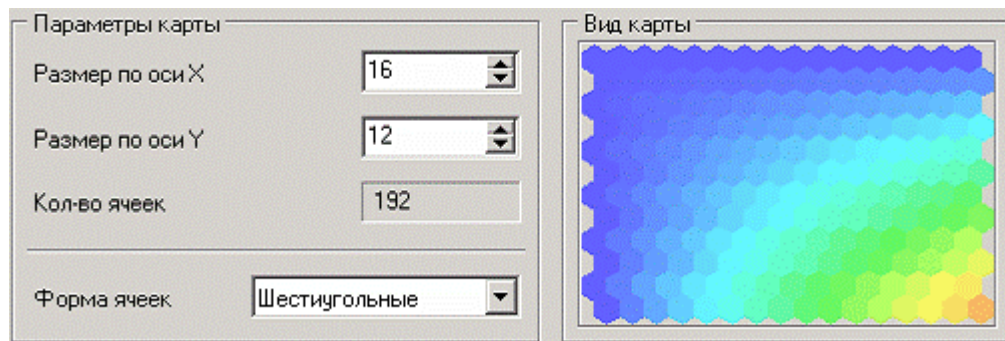 Параметры карты
Вид карты
Размер по оси X
16
Размер по оси Y
12
Кол-во ячеек
192
Форма ячеек
Шестиугольные